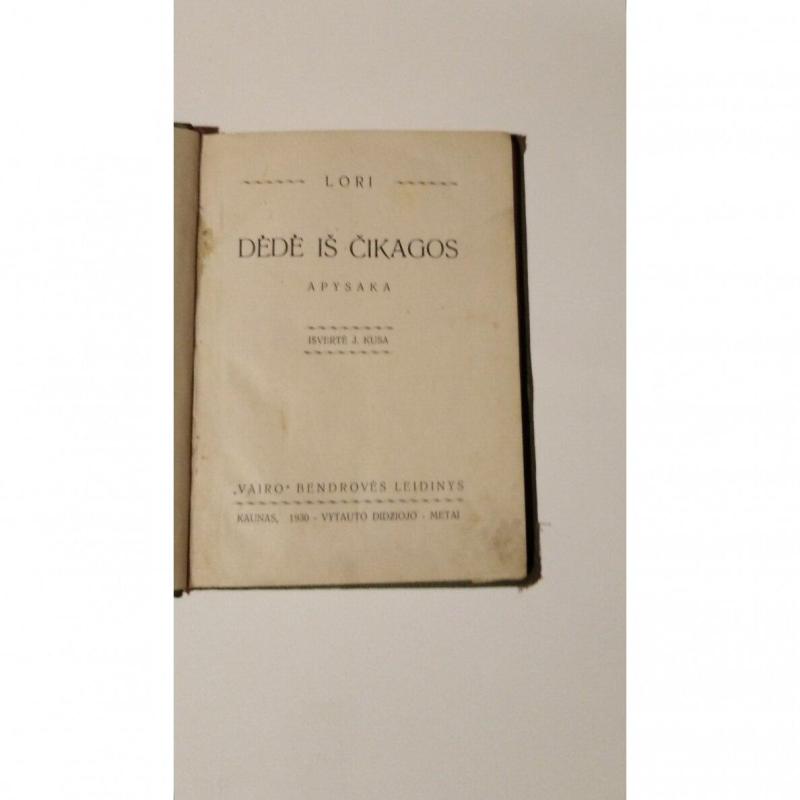 LORI
DĖDĖ IŠ ČIKAGOS
APYSAKA
IŠVERTĖ J. KUSA
„VAIRO“ BENDROVĖS LEIDINYS
KAUNAS, 1930 - VYTAUTO DIDŽIOJO - METAI